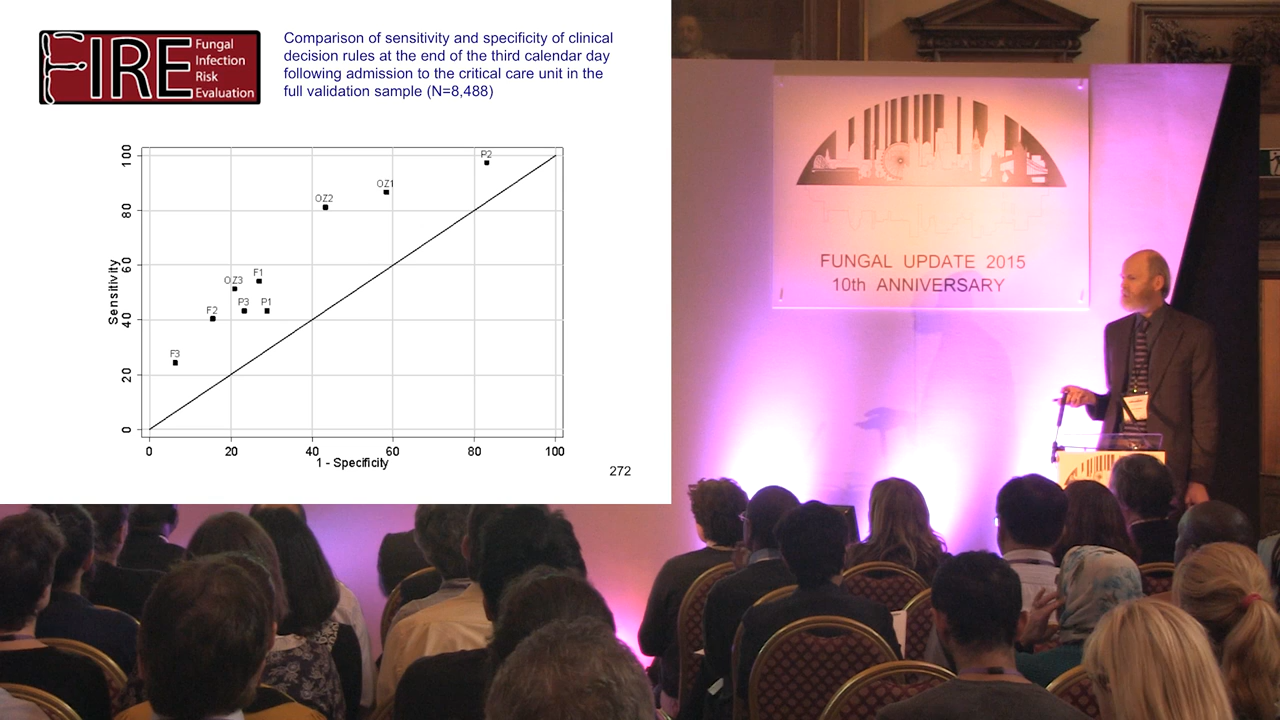 FIRE
Fungal
Infection
Risk
Evaluation
Comparison of sensitivity and specificity of clinical
decision rules at the end of the third calendar day
following admission to the critical care unit in the
full validation sample (N=8,488)
Sensitivity
100
80
60
40
20
0
P2
OZ1
OZ2
F1
OZ3
P3
P1
F2
F3
0 20 40 60 80 100
1 - Specificity
272
FUNGAL UPDATE 2015
10th ANNIVERSARY